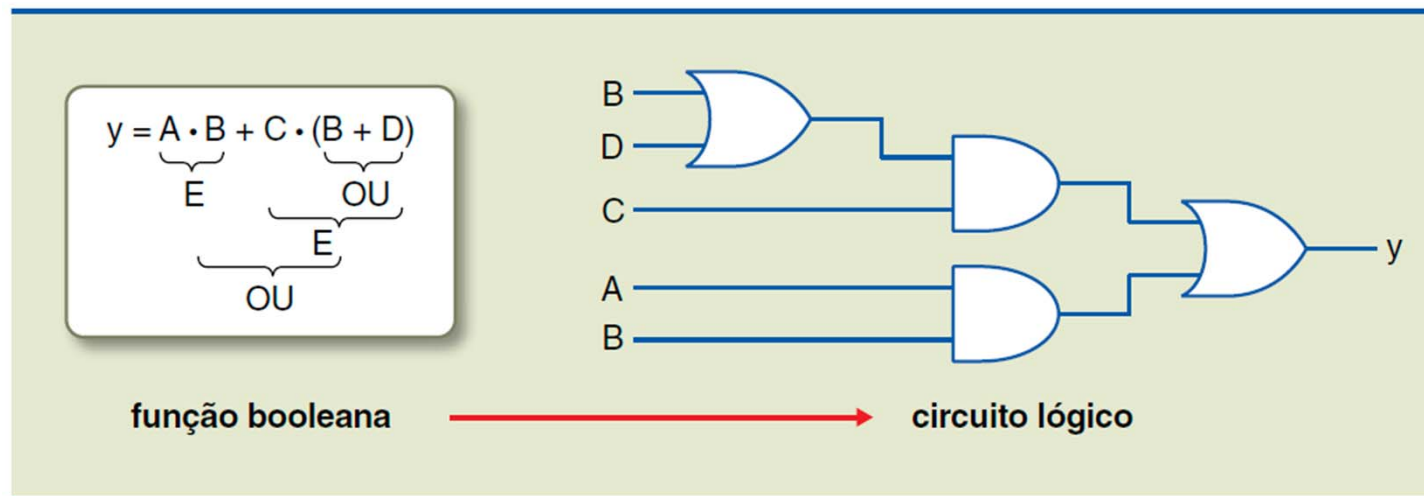 y = A • B + C • (B + D)
E
OU
E
OU
B
D
C
A
B
y
função booleana
circuito lógico